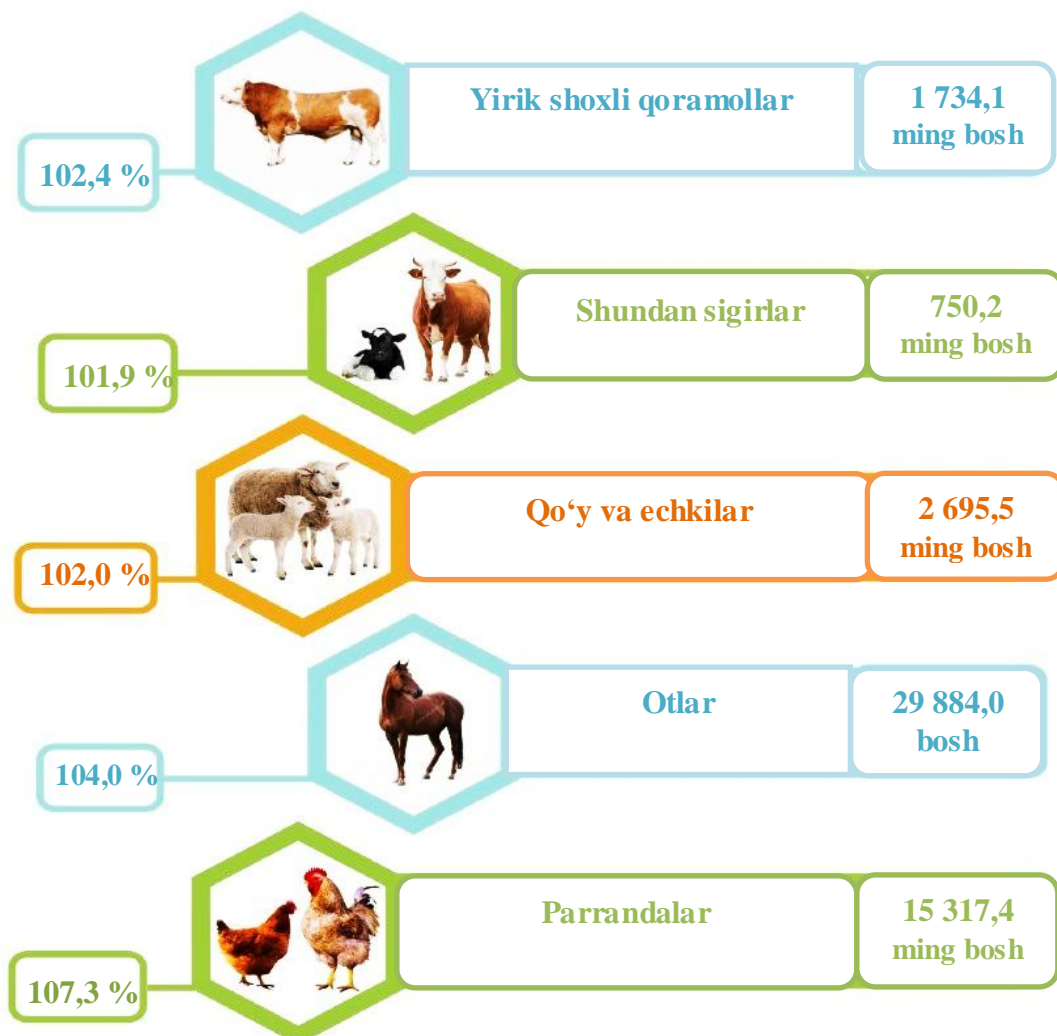 Yirik shoxli qoramollar
1 734,1
ming bosh
102,4 %
Shundan sigirlar
750,2
ming bosh
101,9 %
Qo‘y va echkilar
2 695,5
ming bosh
102,0 %
Otlar
29 884,0
bosh
104,0 %
Parrandalar
15 317,4
ming bosh
107,3 %